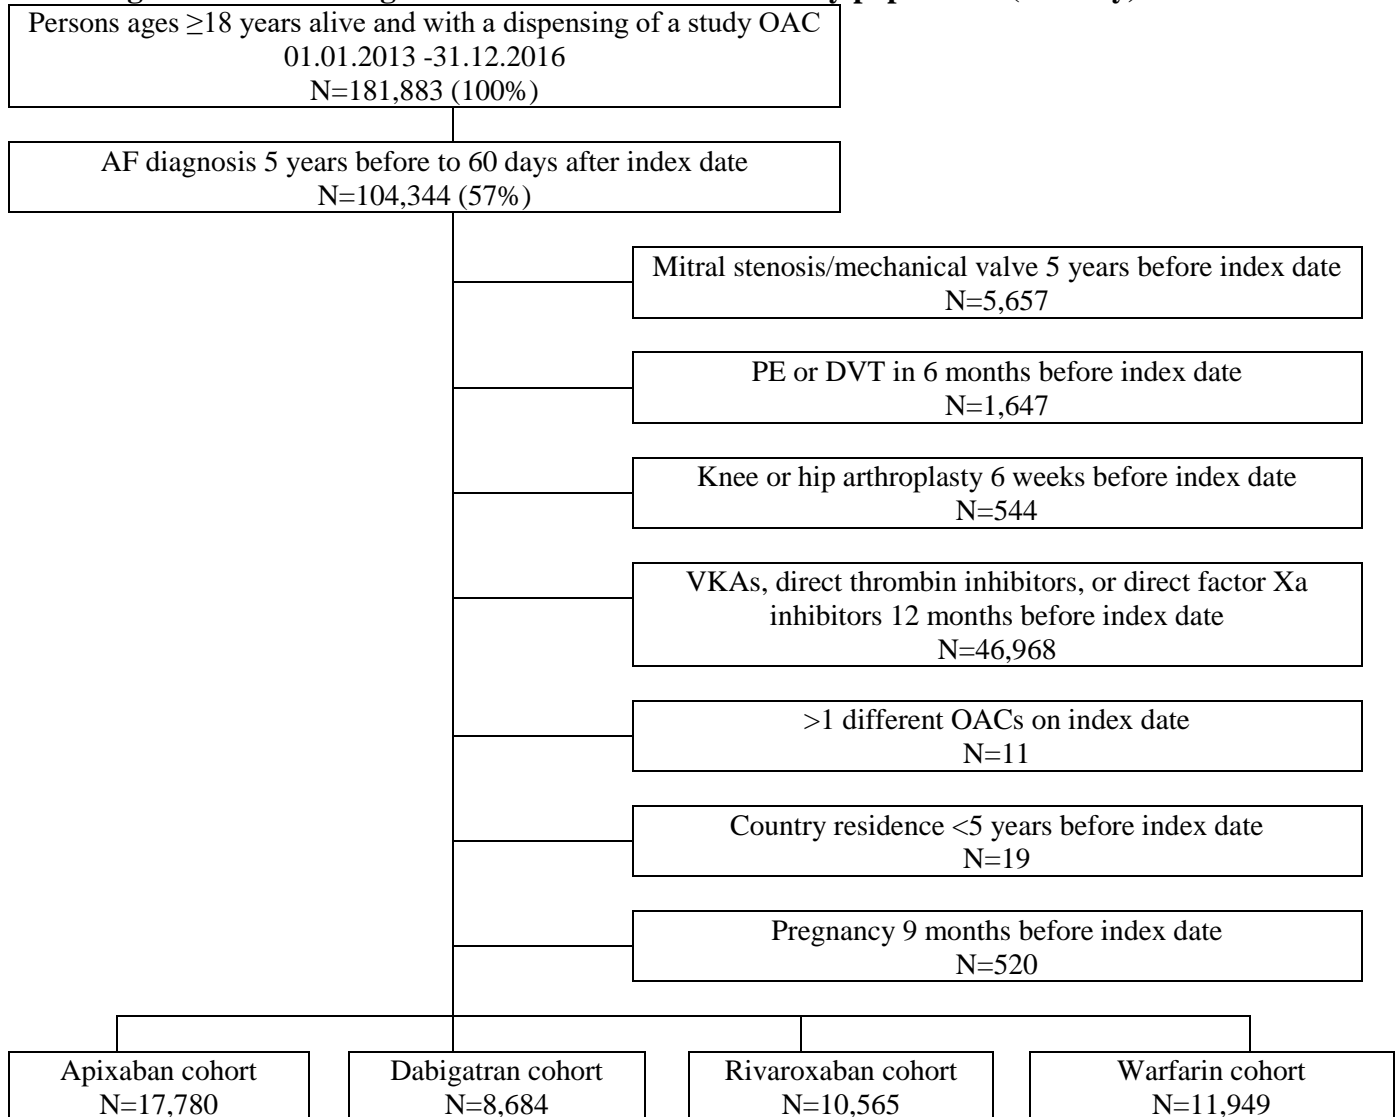 Persons ages ≥18 years alive and with a dispensing of a study OAC
01.01.2013 -31.12.2016
N=181,883 (100%)
AF diagnosis 5 years before to 60 days after index date
N=104,344 (57%)
Mitral stenosis/mechanical valve 5 years before index date
N=5,657
PE or DVT in 6 months before index date
N=1,647
Knee or hip arthroplasty 6 weeks before index date
N=544
VKAs, direct thrombin inhibitors, or direct factor Xa
inhibitors 12 months before index date
N=46,968
>1 different OACs on index date
N=11
Country residence <5 years before index date
N=19
Pregnancy 9 months before index date
N=520
Apixaban cohort
N=17,780
Dabigatran cohort
N=8,684
Rivaroxaban cohort
N=10,565
Warfarin cohort
N=11,949